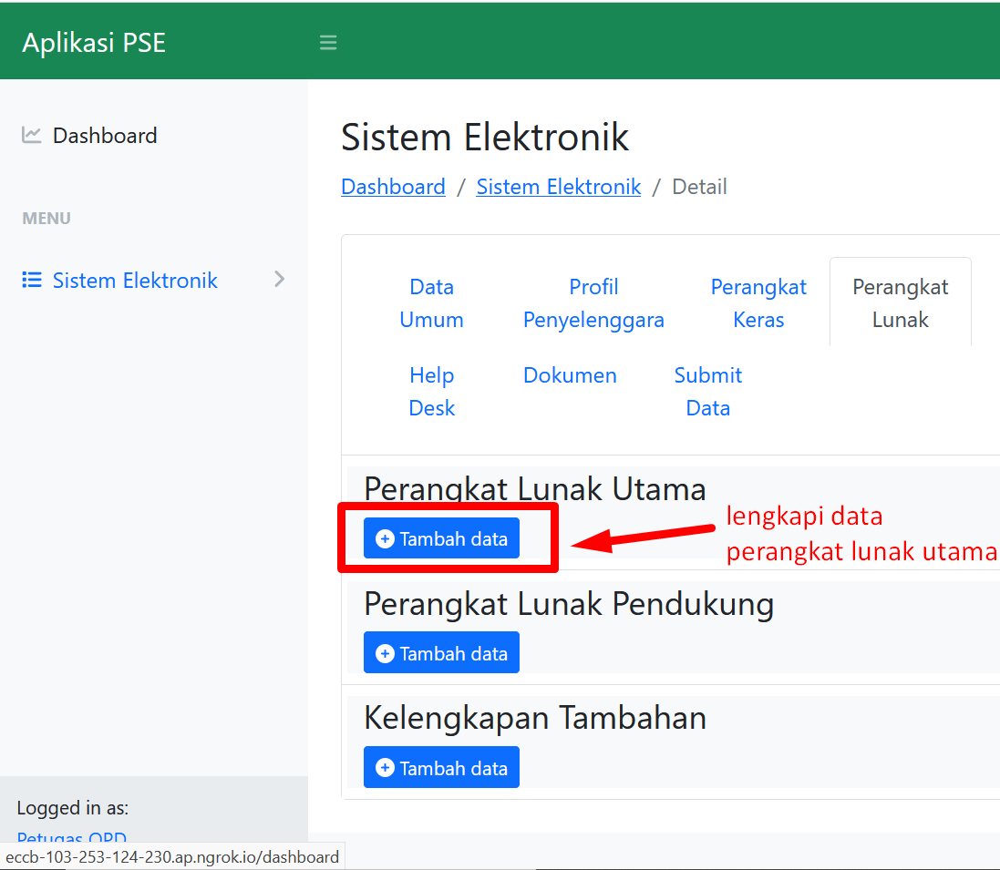 Aplikasi PSE
Dashboard
MENU
Sistem Elektronik
Sistem Elektronik
Dashboard / Sistem Elektronik / Detail
Data
Umum
Profil
Penyelenggara
Perangkat
Keras
Perangkat
Lunak
Help
Desk
Dokumen
Submit
Data
Perangkat Lunak Utama
Tambah data
lengkapi data
perangkat lunak utama
Perangkat Lunak Pendukung
Tambah data
Kelengkapan Tambahan
Tambah data
Logged in as:
Petugas OPD
eccb-103-253-124-230.ap.ngrok.io/dashboard